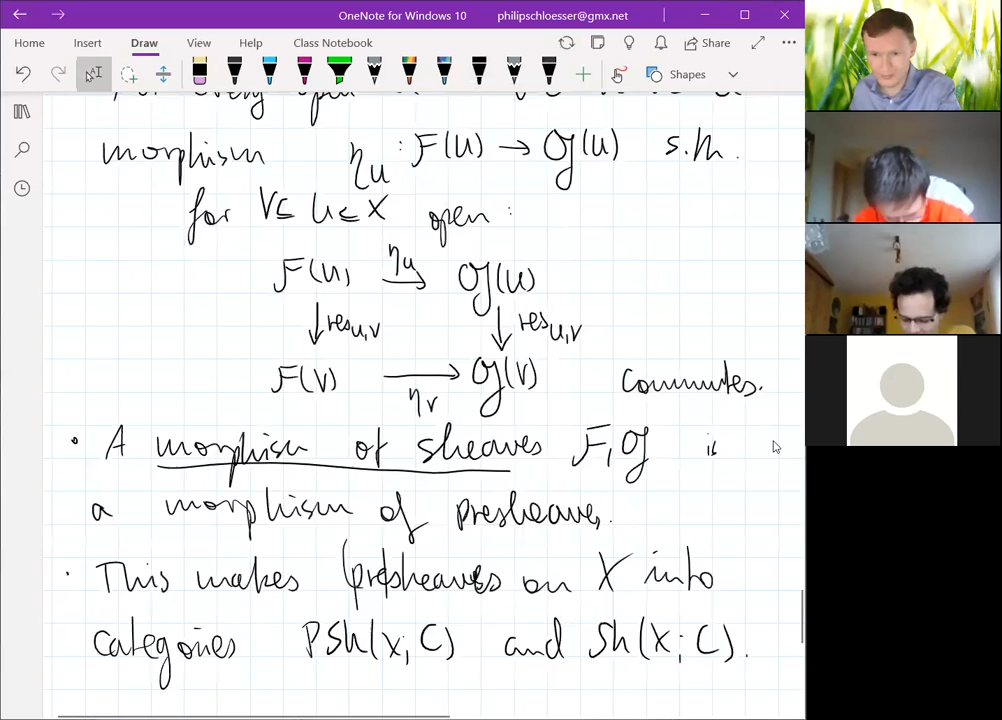 OneNote for Windows 10
philipschloesser@gmx.net
Home Insert Draw View Help Class Notebook Share
Shapes
morphism η_U : F(U) → G(U) s.th.
for V ⊆ U ⊆ X open:
F(U) η_U → G(U)
↓ res_{U,V} ↓ res_{U,V}
F(V) → η_V G(V) commutes.
• A morphism of sheaves F, G is
a morphism of presheaves.
• This makes (pre)sheaves on X into
categories PSh(X; C) and Sh(X; C).